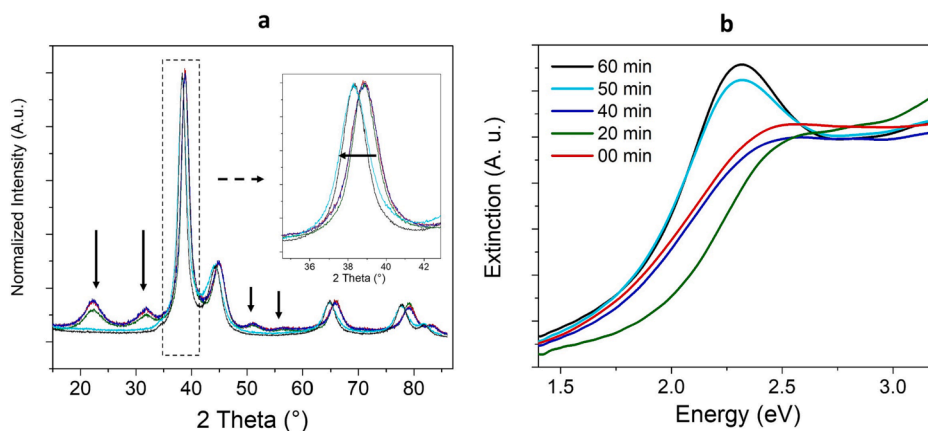 a
Normalized Intensity (A.u.)
36 38 40 42
2 Theta (°)
20 30 40 50 60 70 80
2 Theta (°)
b
Extinction (A. u.)
60 min
50 min
40 min
20 min
00 min
1.5 2.0 2.5 3.0
Energy (eV)